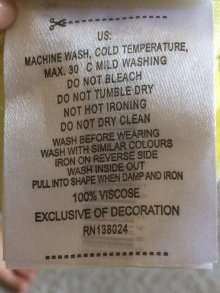 US:
MACHINE WASH, COLD TEMPERATURE,
MAX. 30 C MILD WASHING
DO NOT BLEACH
DO NOT TUMBLE DRY
NOT HOT IRONING
DO NOT DRY CLEAN
WASH BEFORE WEARING
WASH WITH SIMILAR COLOURS
IRON ON REVERSE SIDE
WASH INSIDE OUT
PULL INTO SHAPE WHEN DAMP AND IRON
100% VISCOSE
EXCLUSIVE OF DECORATION
RN138024